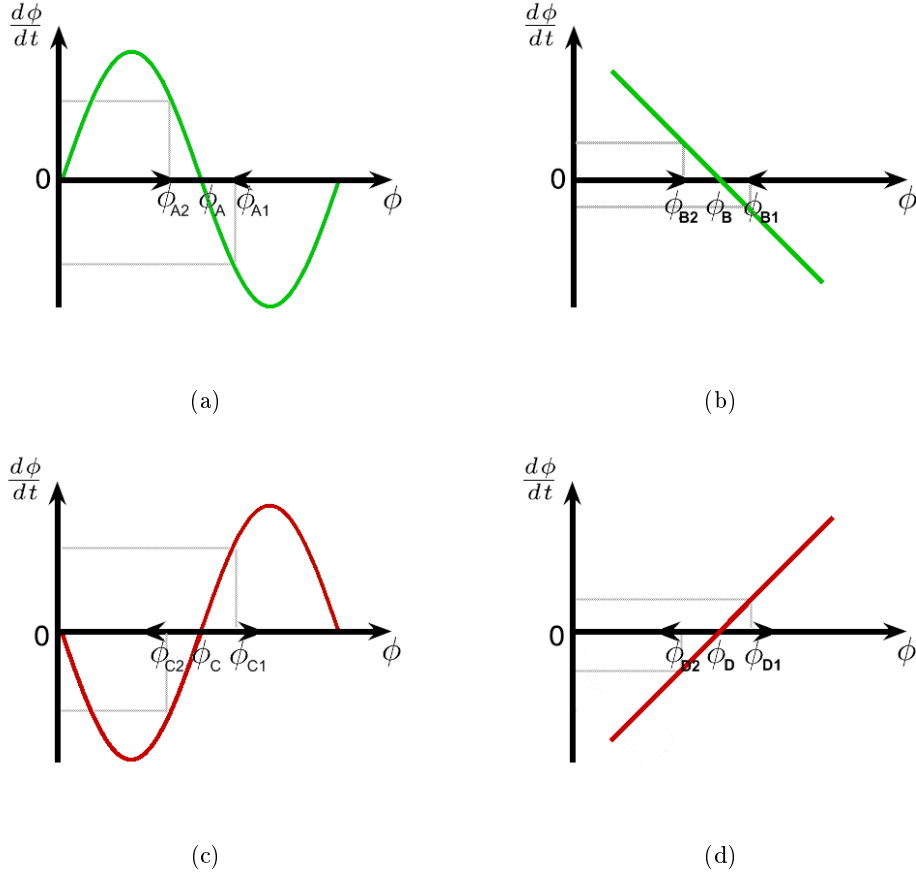 dφ/dt dφ/dt
0 φA2 φA φA1 φ 0 φB2 φB φB1 φ
(a) (b)
dφ/dt dφ/dt
0 φC2 φC φC1 φ 0 φD2 φD φD1 φ
(c) (d)